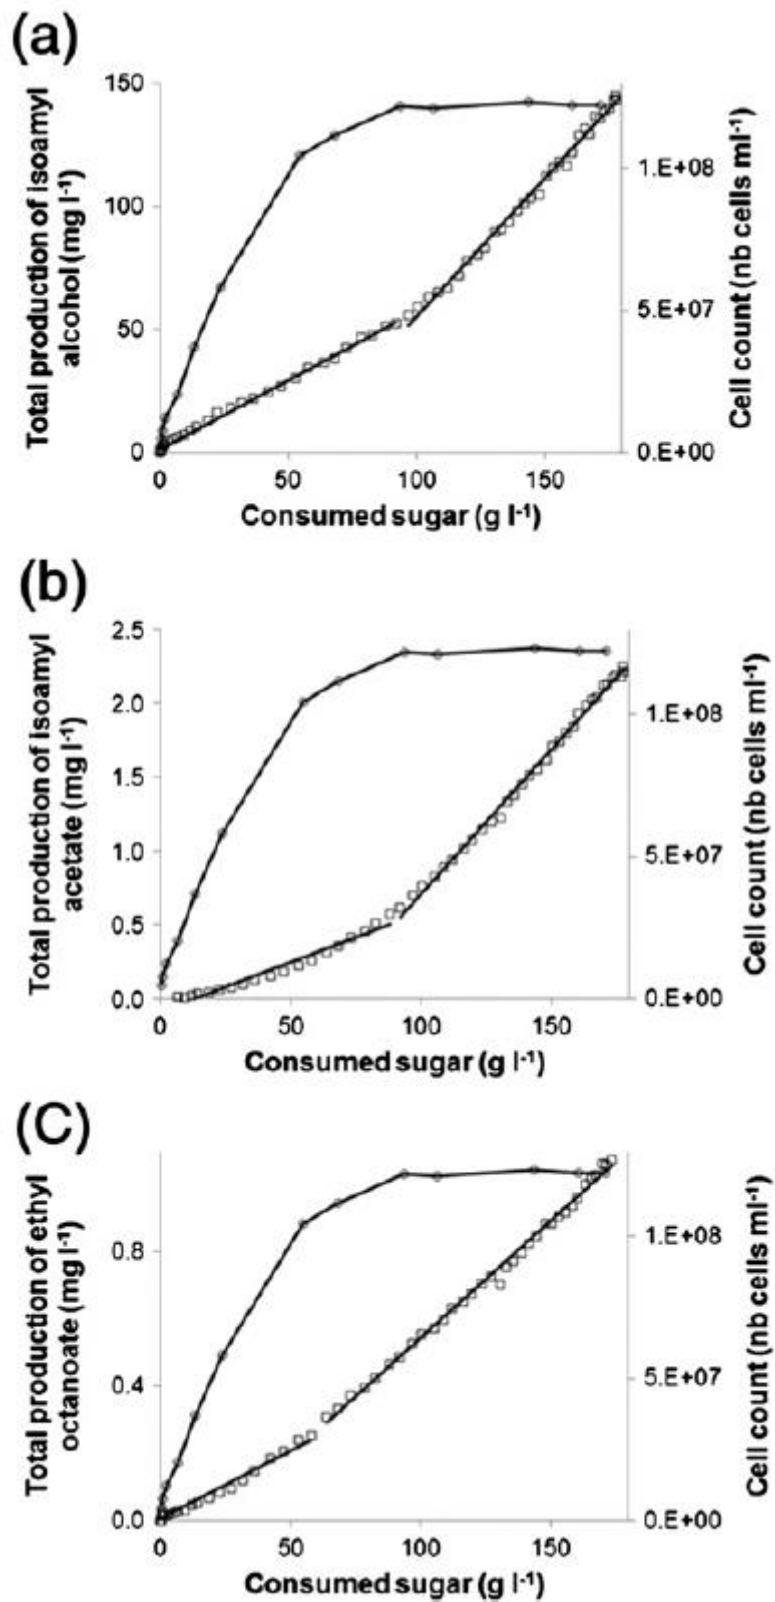 (a)
Total production of isoamyl
alcohol (mg l-1)
150
100
50
0
1.E+08
5.E+07
0.E+00
Cell count (nb cells ml-1)
0 50 100 150
Consumed sugar (g l-1)
(b)
Total production of isoamyl
acetate (mg l-1)
2.5
2.0
1.5
1.0
0.5
0.0
1.E+08
5.E+07
0.E+00
Cell count (nb cells ml-1)
0 50 100 150
Consumed sugar (g l-1)
(C)
Total production of ethyl
octanoate (mg l-1)
0.8
0.4
0.0
1.E+08
5.E+07
0.E+00
Cell count (nb cells ml-1)
0 50 100 150
Consumed sugar (g l-1)